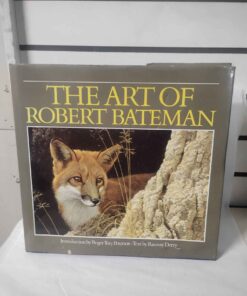 THE ART OF
ROBERT BATEMAN
Introduction by Roger Tory Peterson · Text by Ramsay Derry